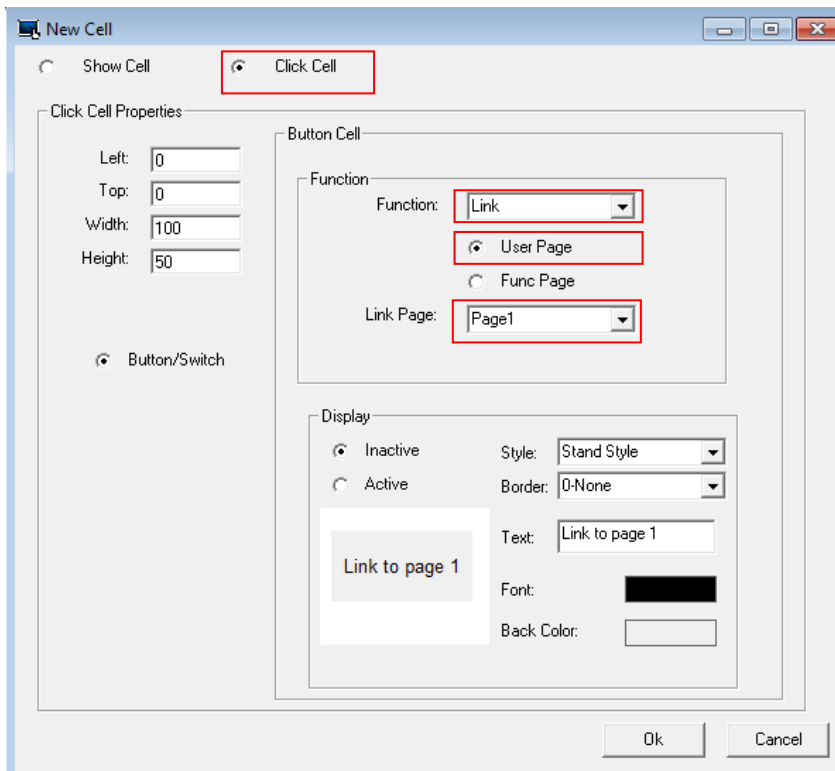 New Cell
Show Cell Click Cell
Click Cell Properties
Left: 0
Top: 0
Width: 100
Height: 50
Button/Switch
Button Cell
Function
Function: Link
User Page
Func Page
Link Page: Page1
Display
Inactive
Active
Style: Stand Style
Border: 0-None
Link to page 1
Text: Link to page 1
Font:
Back Color:
Ok Cancel